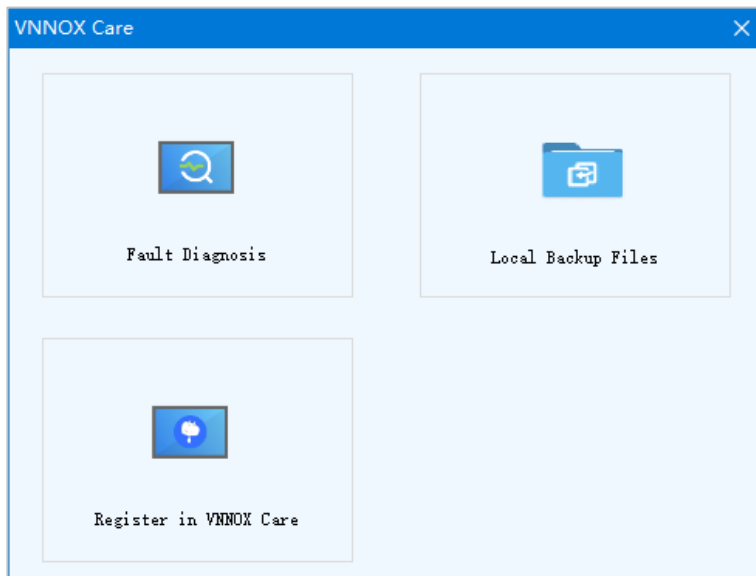 VNNOX Care
Fault Diagnosis
Local Backup Files
Register in VNNOX Care